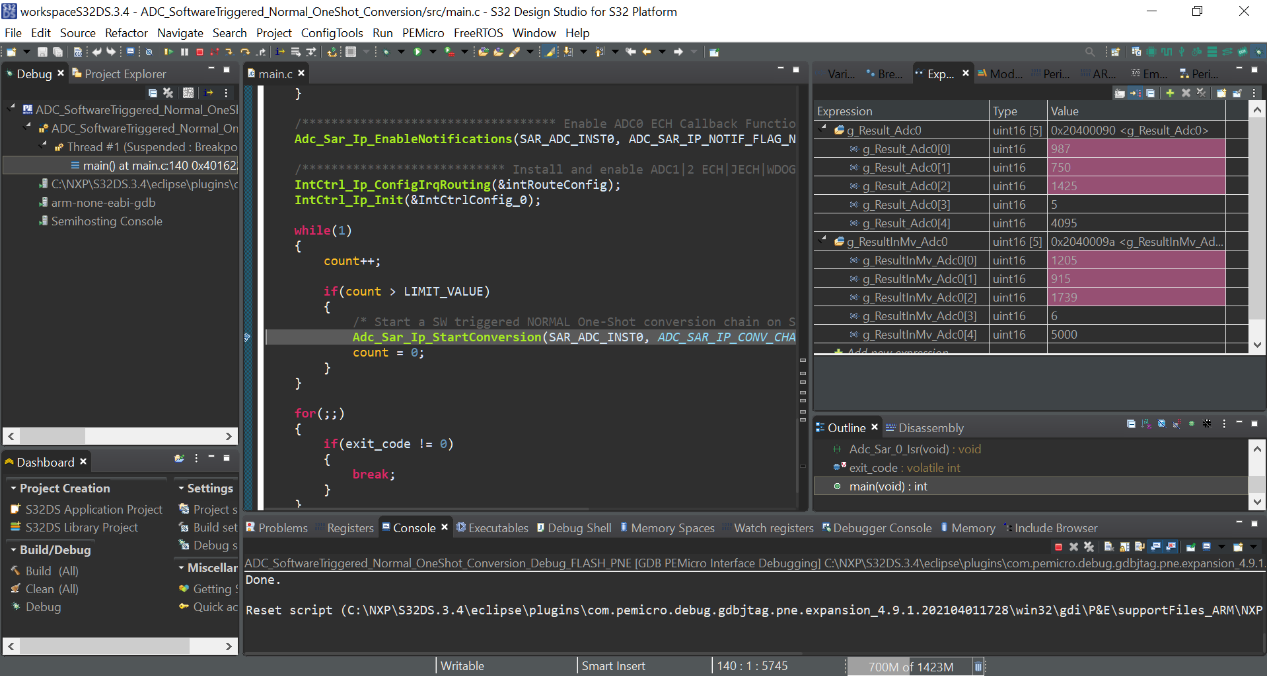 workspaceS32DS.3.4 - ADC_SoftwareTriggered_Normal_OneShot_Conversion/src/main.c - S32 Design Studio for S32 Platform
File Edit Source Refactor Navigate Search Project ConfigTools Run PEMicro FreeRTOS Window Help
Debug Project Explorer
ADC_SoftwareTriggered_Normal_OneSl
ADC_SoftwareTriggered_Normal_On
Thread #1 (Suspended : Breakpo
main() at main.c:140 0x40162
C:\NXP\S32DS.3.4\eclipse\plugins\c
arm-none-eabi-gdb
Semihosting Console
main.c
}
/******************************* Enable ADC0 ECH Callback Functio
Adc_Sar_Ip_EnableNotifications(SAR_ADC_INST0, ADC_SAR_IP_NOTIF_FLAG_N
/**************************** Install and enable ADC1|2 ECH|JECH|WDOG
IntCtrl_Ip_ConfigIrqRouting(&intRouteConfig);
IntCtrl_Ip_Init(&IntCtrlConfig_0);
while(1)
{
count++;
if(count > LIMIT_VALUE)
{
/* Start a SW triggered NORMAL One-Shot conversion chain on S
Adc_Sar_Ip_StartConversion(SAR_ADC_INST0, ADC_SAR_IP_CONV_CHA
count = 0;
}
}
for(;;)
{
if(exit_code != 0)
{
break;
}
}
Vari... Bre... Exp... Mod... Peri... AR... Em... Peri...
Expression Type Value
g_Result_Adc0 uint16 [5] 0x20400090 <g_Result_Adc0>
g_Result_Adc0[0] uint16 987
g_Result_Adc0[1] uint16 750
g_Result_Adc0[2] uint16 1425
g_Result_Adc0[3] uint16 5
g_Result_Adc0[4] uint16 4095
g_ResultInMv_Adc0 uint16 [5] 0x2040009a <g_ResultInMv_Ad...
g_ResultInMv_Adc0[0] uint16 1205
g_ResultInMv_Adc0[1] uint16 915
g_ResultInMv_Adc0[2] uint16 1739
g_ResultInMv_Adc0[3] uint16 6
g_ResultInMv_Adc0[4] uint16 5000
Add new expression
Outline Disassembly
Adc_Sar_0_Isr(void) : void
exit_code : volatile int
main(void) : int
Dashboard
Project Creation
S32DS Application Project
S32DS Library Project
Build/Debug
Build (All)
Clean (All)
Debug
Settings
Project s
Build set
Debug s
Miscellar
Getting S
Quick ac
Problems Registers Console Executables Debug Shell Memory Spaces Watch registers Debugger Console Memory Include Browser
ADC_SoftwareTriggered_Normal_OneShot_Conversion_Debug_FLASH_PNE [GDB PEMicro Interface Debugging] C:\NXP\S32DS.3.4\eclipse\plugins\com.pemicro.debug.gdbjtag.pne.expansion_4.9.1.
Done.
Reset script (C:\NXP\S32DS.3.4\eclipse\plugins\com.pemicro.debug.gdbjtag.pne.expansion_4.9.1.202104011728\win32\gdi\P&E\supportFiles_ARM\NXP
Writable Smart Insert 140 : 1 : 5745 700M of 1423M